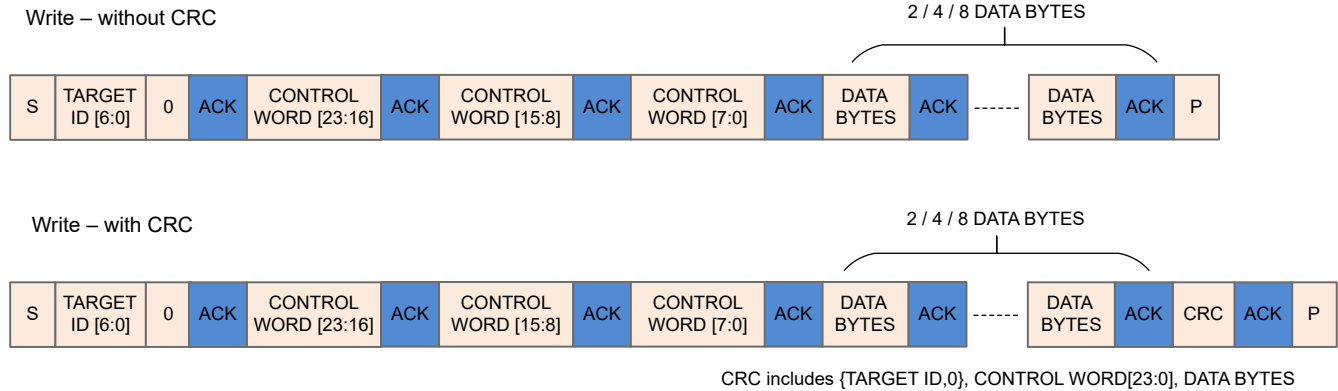 Write – without CRC
2 / 4 / 8 DATA BYTES
S
TARGET
ID [6:0]
0
ACK
CONTROL
WORD [23:16]
ACK
CONTROL
WORD [15:8]
ACK
CONTROL
WORD [7:0]
ACK
DATA
BYTES
ACK
------
DATA
BYTES
ACK
P
Write – with CRC
2 / 4 / 8 DATA BYTES
S
TARGET
ID [6:0]
0
ACK
CONTROL
WORD [23:16]
ACK
CONTROL
WORD [15:8]
ACK
CONTROL
WORD [7:0]
ACK
DATA
BYTES
ACK
------
DATA
BYTES
ACK
CRC
ACK
P
CRC includes {TARGET ID,0}, CONTROL WORD[23:0], DATA BYTES